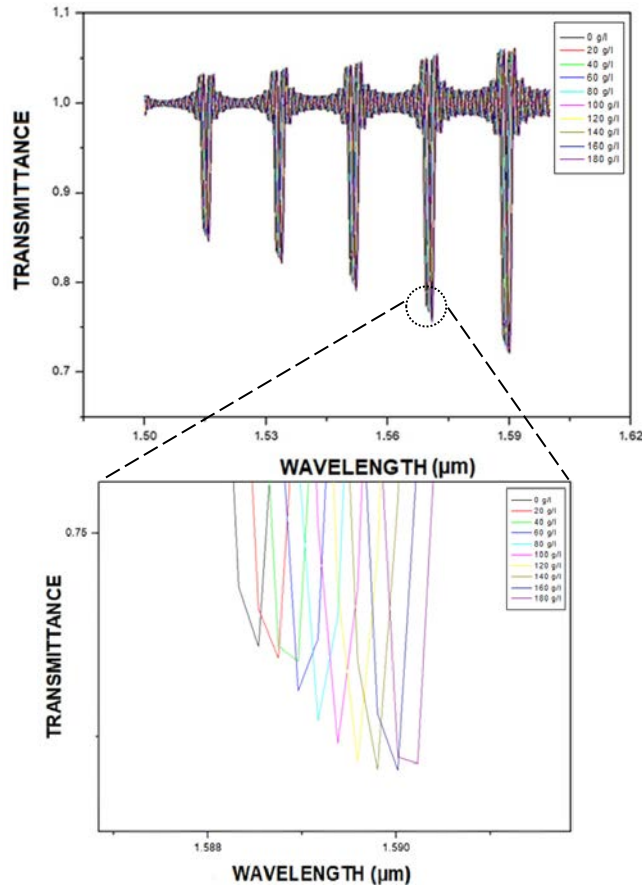 1.1
1.0
0.9
0.8
0.7
TRANSMITTANCE
0 g/l
20 g/l
40 g/l
60 g/l
80 g/l
100 g/l
120 g/l
140 g/l
160 g/l
180 g/l
1.50
1.53
1.56
1.59
1.62
WAVELENGTH (µm)
0.75
TRANSMITTANCE
0 g/l
20 g/l
40 g/l
60 g/l
80 g/l
100 g/l
120 g/l
140 g/l
160 g/l
180 g/l
1.588
1.590
WAVELENGTH (µm)